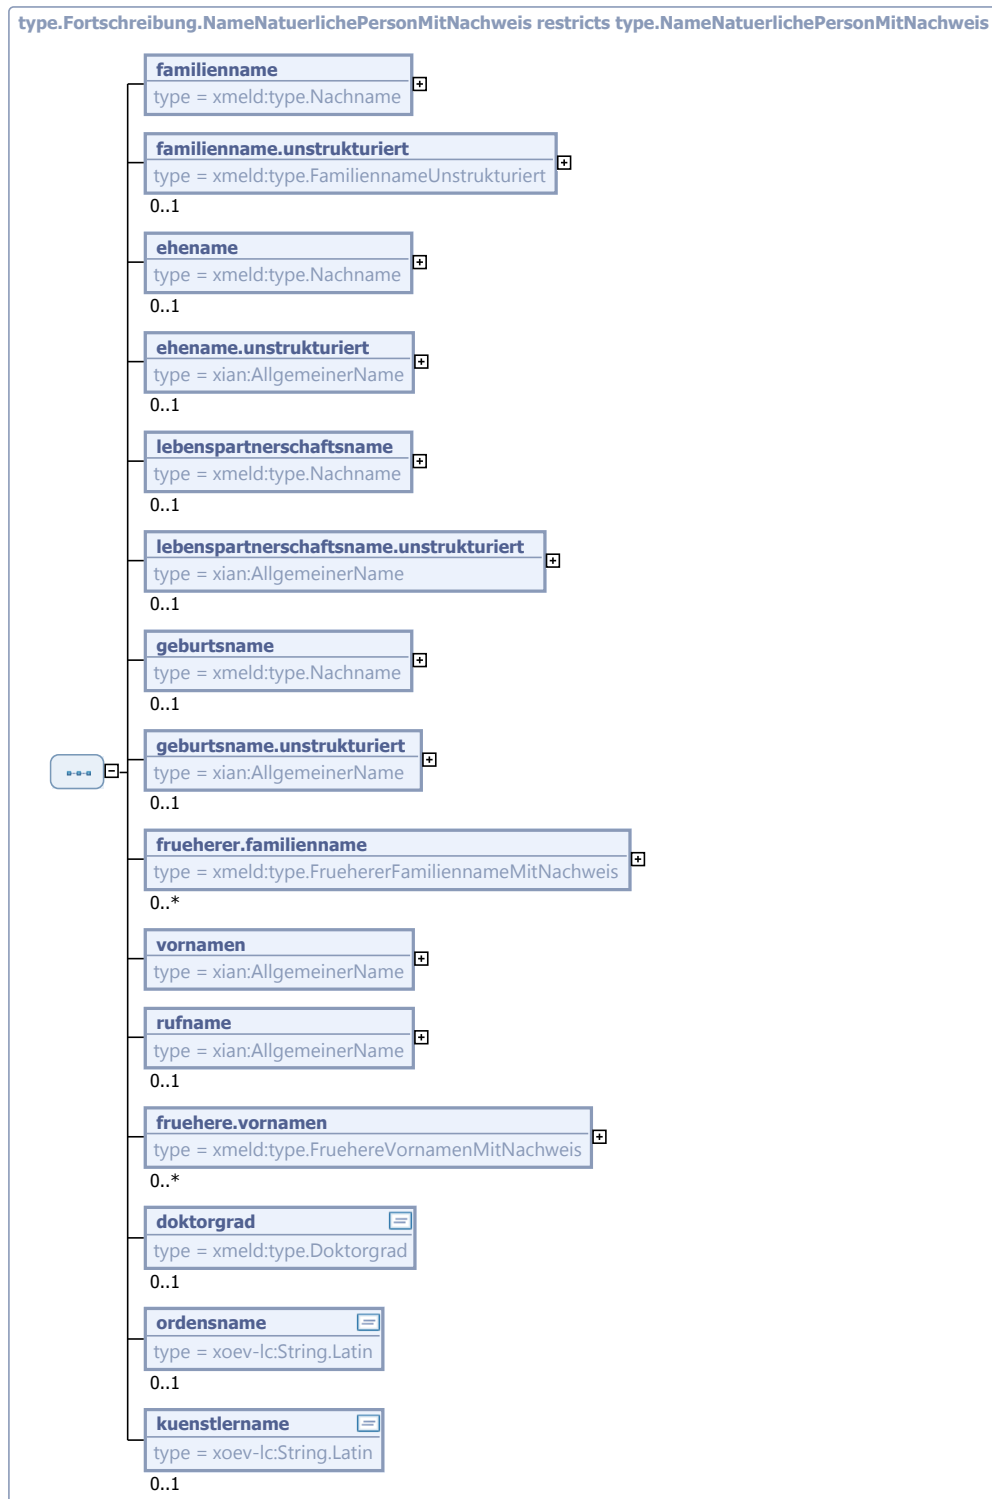 type.Fortschreibung.NameNatuerlichePersonMitNachweis restricts type.NameNatuerlichePersonMitNachweis
familienname
type = xmeld:type.Nachname
familienname.unstrukturiert
type = xmeld:type.FamiliennameUnstrukturiert
0..1
ehename
type = xmeld:type.Nachname
0..1
ehename.unstrukturiert
type = xian:AllgemeinerName
0..1
lebenspartnerschaftsname
type = xmeld:type.Nachname
0..1
lebenspartnerschaftsname.unstrukturiert
type = xian:AllgemeinerName
0..1
geburtsname
type = xmeld:type.Nachname
0..1
geburtsname.unstrukturiert
type = xian:AllgemeinerName
0..1
frueherer.familienname
type = xmeld:type.FruehererFamiliennameMitNachweis
0..*
vornamen
type = xian:AllgemeinerName
rufname
type = xian:AllgemeinerName
0..1
fruehere.vornamen
type = xmeld:type.FruehereVornamenMitNachweis
0..*
doktorgrad
type = xmeld:type.Doktorgrad
0..1
ordensname
type = xoev-lc:String.Latin
0..1
kuenstlername
type = xoev-lc:String.Latin
0..1